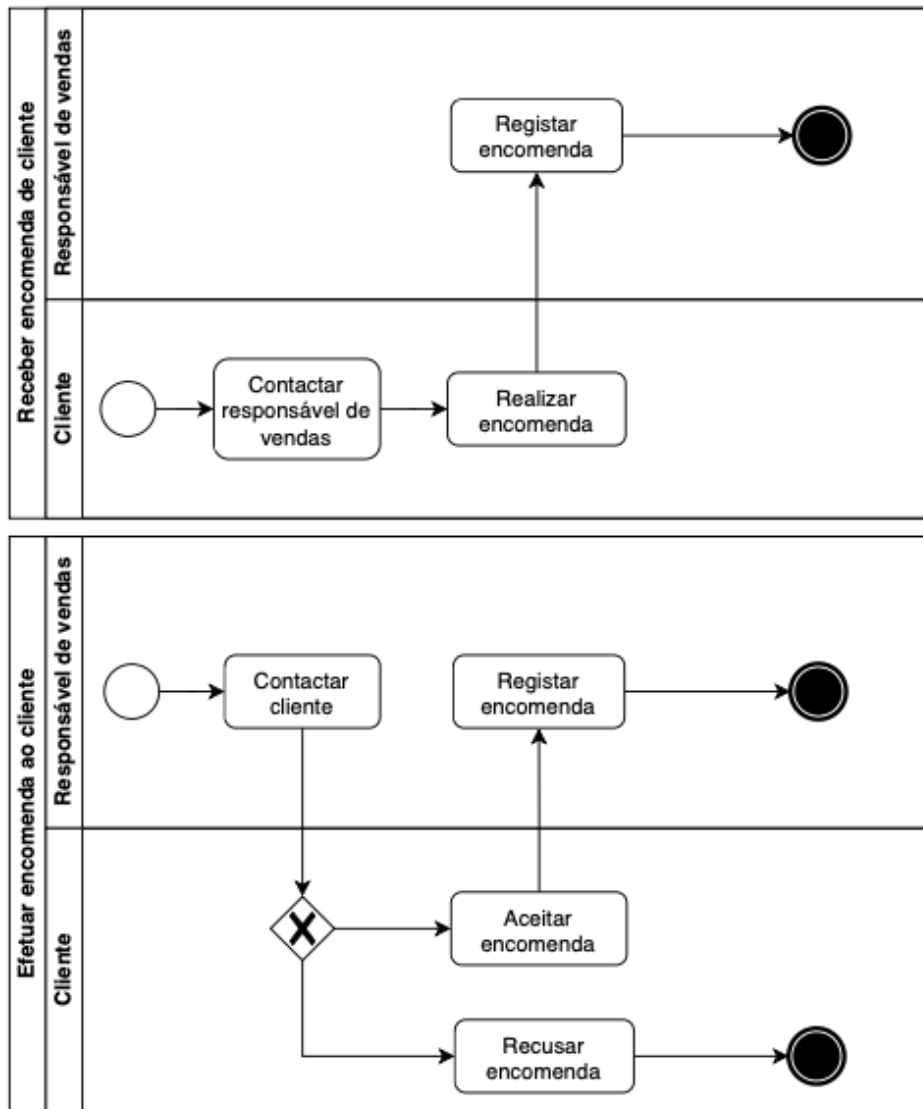 Receber encomenda de cliente
Responsável de vendas
Registar
encomenda
Cliente
Contactar
responsável de
vendas
Realizar
encomenda
Efetuar encomenda ao cliente
Responsável de vendas
Contactar
cliente
Registar
encomenda
Cliente
Aceitar
encomenda
Recusar
encomenda